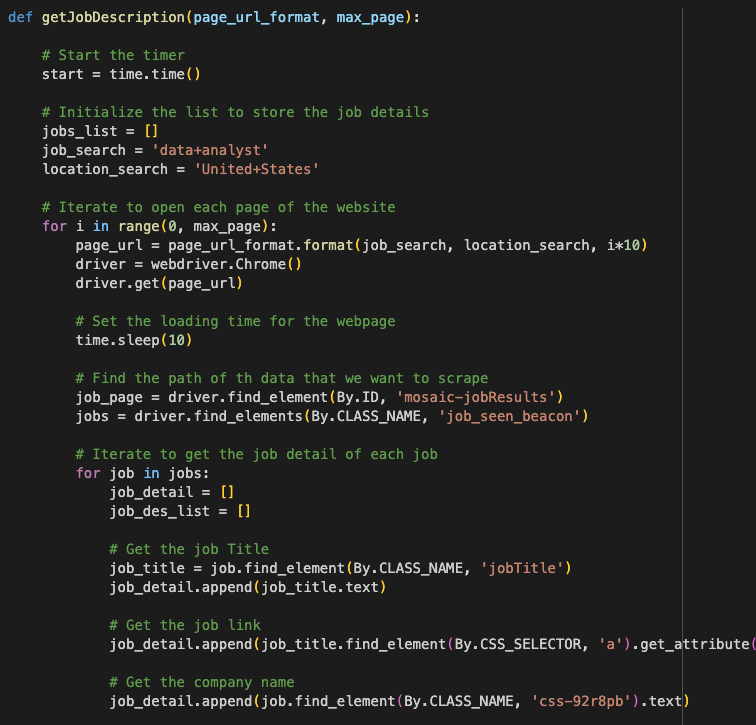 def getJobDescription(page_url_format, max_page):
# Start the timer
start = time.time()
# Initialize the list to store the job details
jobs_list = []
job_search = 'data+analyst'
location_search = 'United+States'
# Iterate to open each page of the website
for i in range(0, max_page):
page_url = page_url_format.format(job_search, location_search, i*10)
driver = webdriver.Chrome()
driver.get(page_url)
# Set the loading time for the webpage
time.sleep(10)
# Find the path of th data that we want to scrape
job_page = driver.find_element(By.ID, 'mosaic-jobResults')
jobs = driver.find_elements(By.CLASS_NAME, 'job_seen_beacon')
# Iterate to get the job detail of each job
for job in jobs:
job_detail = []
job_des_list = []
# Get the job Title
job_title = job.find_element(By.CLASS_NAME, 'jobTitle')
job_detail.append(job_title.text)
# Get the job link
job_detail.append(job_title.find_element(By.CSS_SELECTOR, 'a').get_attribute(
# Get the company name
job_detail.append(job.find_element(By.CLASS_NAME, 'css-92r8pb').text)